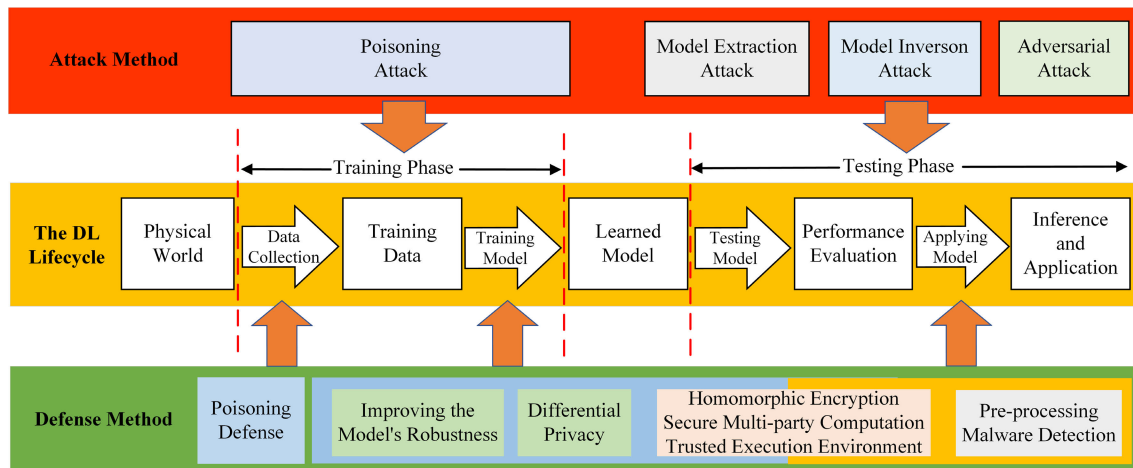 Attack Method
Poisoning
Attack
Model Extraction
Attack
Model Inverson
Attack
Adversarial
Attack
Training Phase
Testing Phase
The DL
Lifecycle
Physical
World
Data
Collection
Training
Data
Training
Model
Learned
Model
Testing
Model
Performance
Evaluation
Applying
Model
Inference
and
Application
Defense Method
Poisoning
Defense
Improving the
Model's Robustness
Differential
Privacy
Homomorphic Encryption
Secure Multi-party Computation
Trusted Execution Environment
Pre-processing
Malware Detection